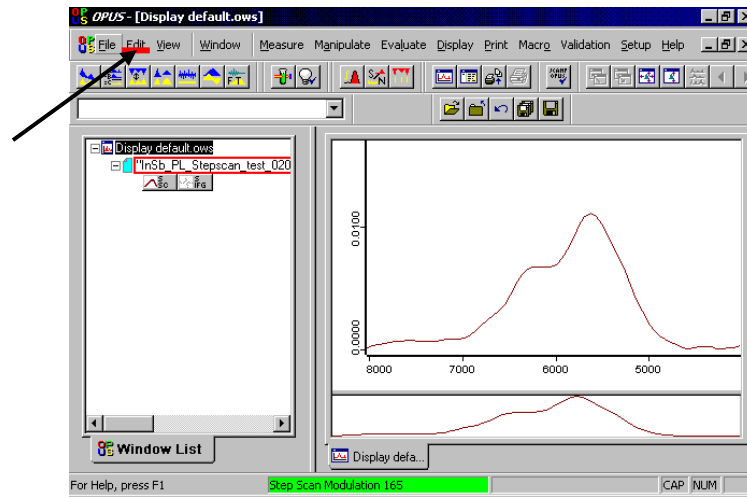 OPUS - [Display default.ows]
File Edit View Window Measure Manipulate Evaluate Display Print Macro Validation Setup Help
Display default.ows
"InSb_PL_Stepscan_test_020
S SC S IFG
0.0100
0.0000
8000 7000 6000 5000
Window List
Display defa...
For Help, press F1 Step Scan Modulation 165 CAP NUM